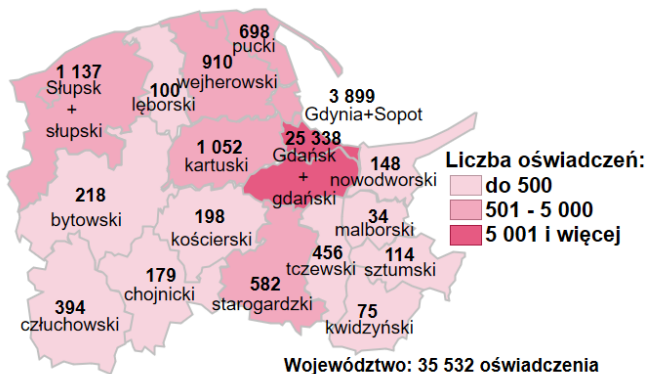 698
pucki
910
wejherowski
1 137
Słupsk
+
słupski
100
lęborski
3 899
Gdynia+Sopot
1 052
kartuski
25 338
Gdańsk
+
gdański
148
nowodworski
218
bytowski
198
kościerski
34
malborski
456
tczewski
114
sztumski
179
chojnicki
582
starogardzki
394
człuchowski
75
kwidzyński
Liczba oświadczeń:
do 500
501 - 5 000
5 001 i więcej
Województwo: 35 532 oświadczenia